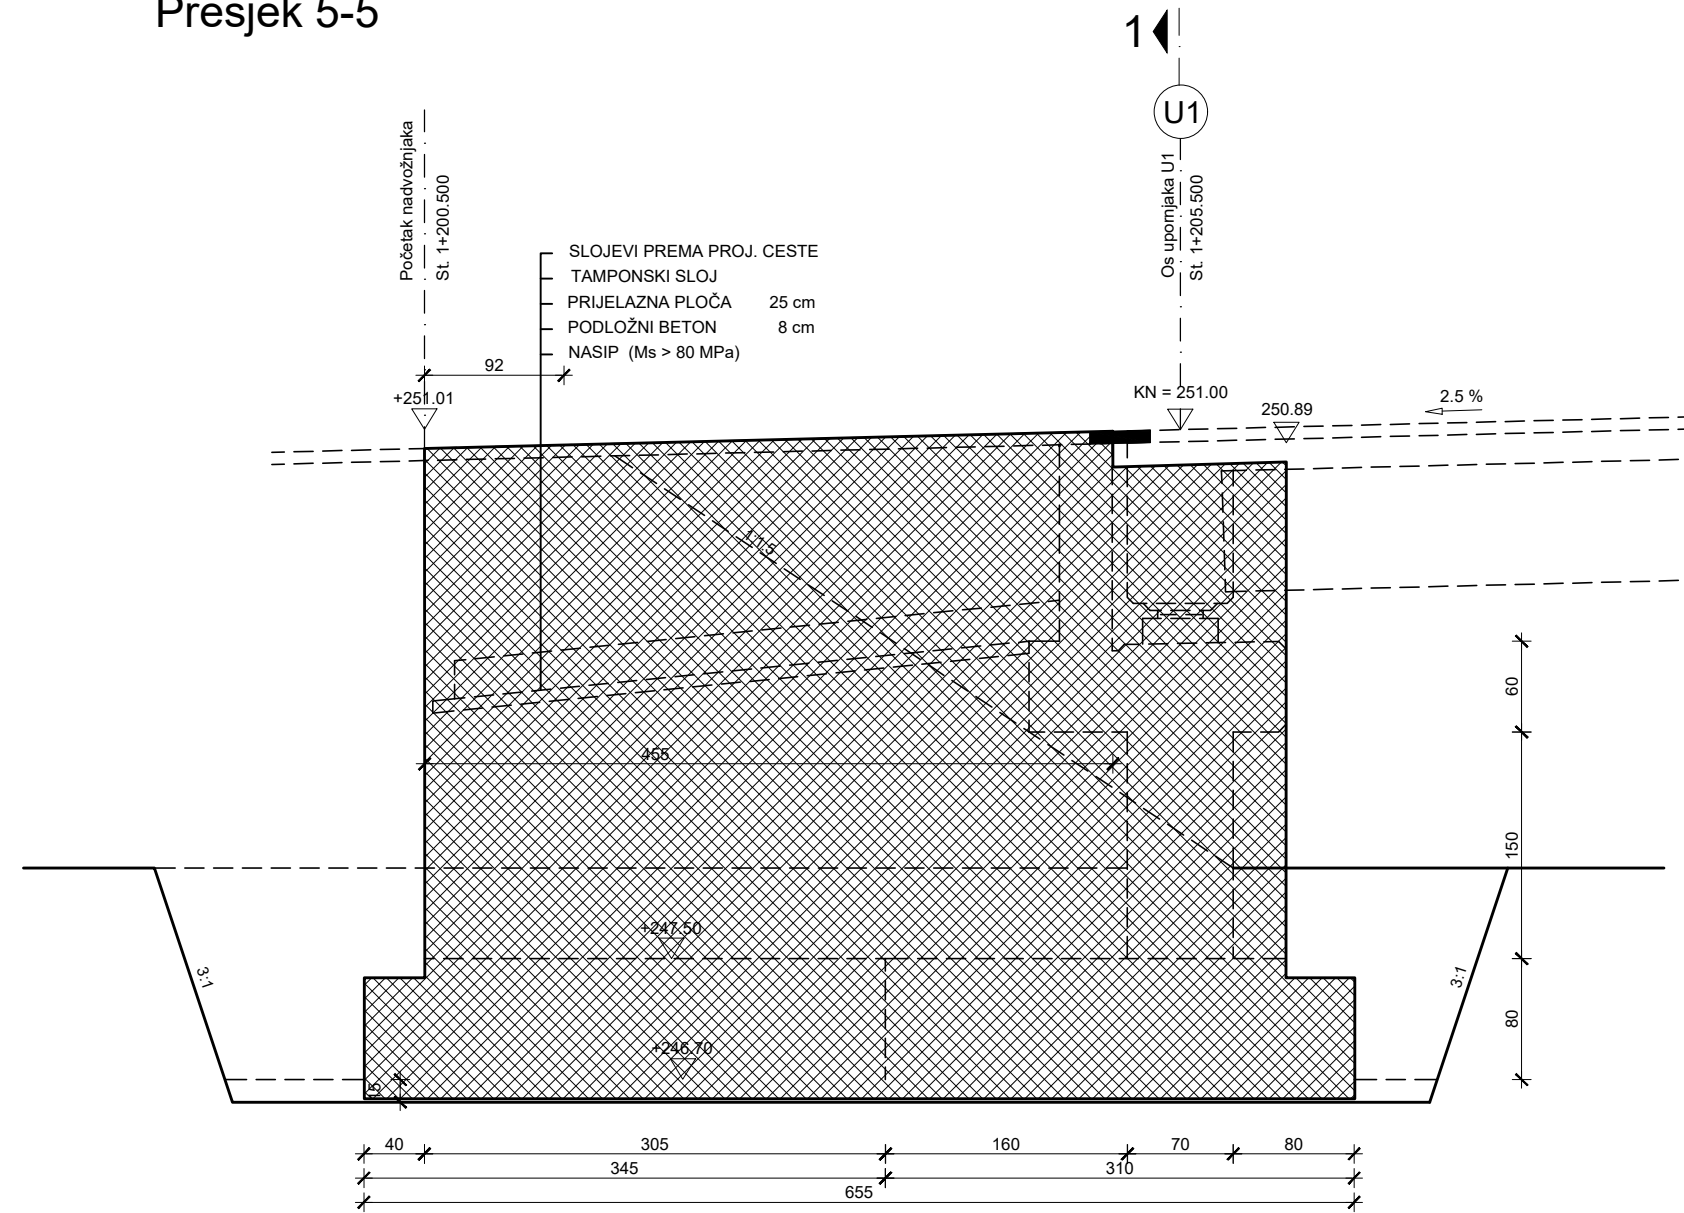 Presjek 5-5
1
U1
Početak nadvožnjaka
St. 1+200.500
Os upornjaka U1
St. 1+205.500
SLOJEVI PREMA PROJ. CESTE
TAMPONSKI SLOJ
PRIJELAZNA PLOČA 25 cm
PODLOŽNI BETON 8 cm
NASIP (Ms > 80 MPa)
92
+251.01
KN = 251.00
250.89
2.5 %
1:1.5
60
455
150
+247.50
3:1
3:1
80
+246.70
15
40 305 160 70 80
345 310
655